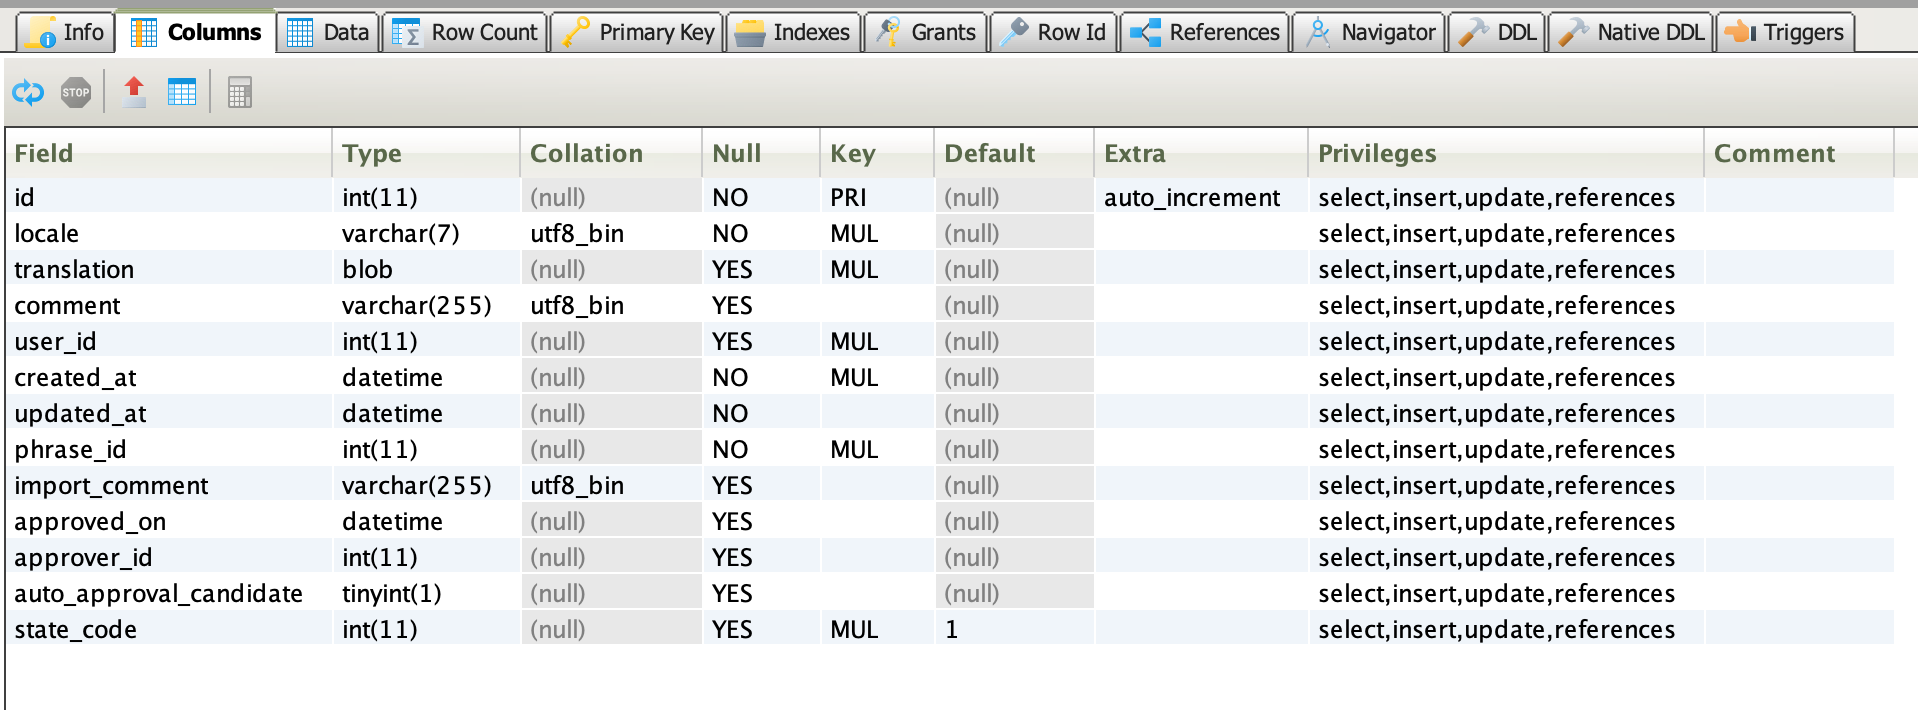 Info Columns Data Row Count Primary Key Indexes Grants Row Id References Navigator DDL Native DDL Triggers
STOP
Field Type Collation Null Key Default Extra Privileges Comment
id int(11) (null) NO PRI (null) auto_increment select,insert,update,references
locale varchar(7) utf8_bin NO MUL (null) select,insert,update,references
translation blob (null) YES MUL (null) select,insert,update,references
comment varchar(255) utf8_bin YES (null) select,insert,update,references
user_id int(11) (null) YES MUL (null) select,insert,update,references
created_at datetime (null) NO MUL (null) select,insert,update,references
updated_at datetime (null) NO (null) select,insert,update,references
phrase_id int(11) (null) NO MUL (null) select,insert,update,references
import_comment varchar(255) utf8_bin YES (null) select,insert,update,references
approved_on datetime (null) YES (null) select,insert,update,references
approver_id int(11) (null) YES (null) select,insert,update,references
auto_approval_candidate tinyint(1) (null) YES (null) select,insert,update,references
state_code int(11) (null) YES MUL 1 select,insert,update,references